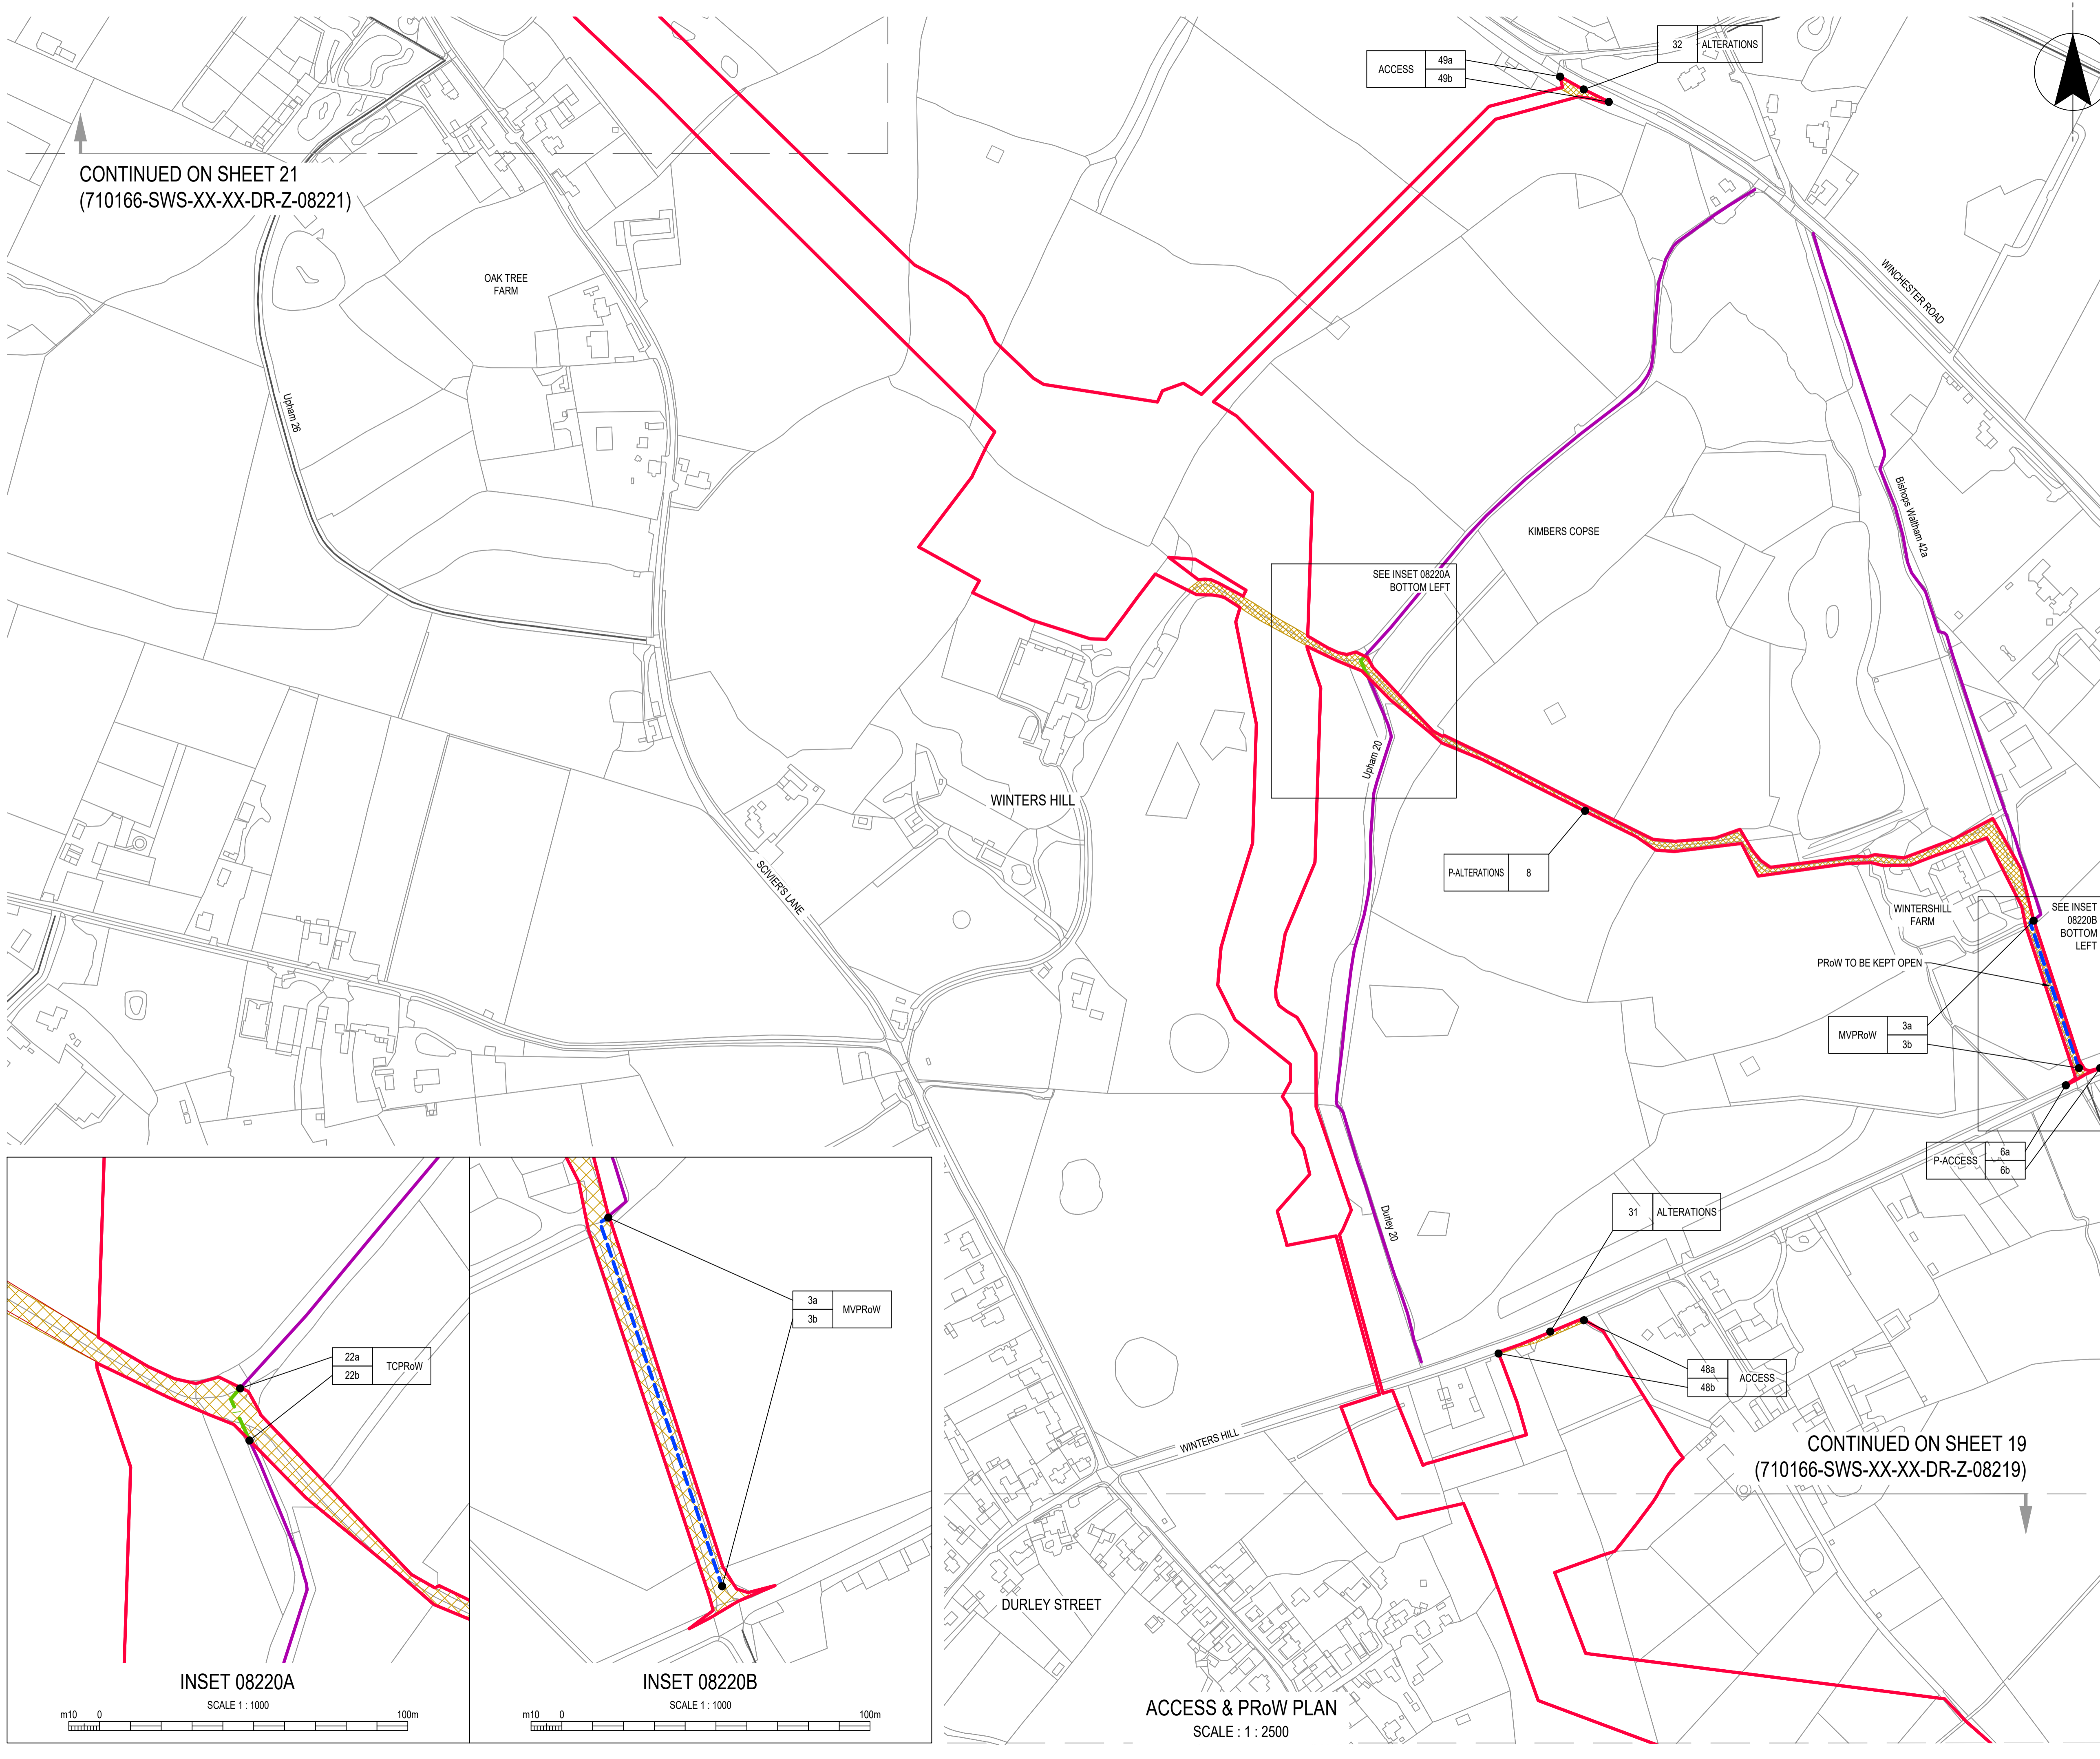 ACCESS
49a
49b
32
ALTERATIONS
CONTINUED ON SHEET 21
(710166-SWS-XX-XX-DR-Z-08221)
OAK TREE
FARM
WINCHESTER ROAD
Upham 26
Bishops Waltham 42a
KIMBERS COPSE
SEE INSET 08220A
BOTTOM LEFT
Upham 20
WINTERS HILL
SCIVIER'S LANE
P-ALTERATIONS
8
WINTERSHILL
FARM
SEE INSET
08220B
BOTTOM
LEFT
PRoW TO BE KEPT OPEN
MVPRoW
3a
3b
P-ACCESS
6a
6b
31
ALTERATIONS
Durley 20
48a
48b
ACCESS
WINTERS HILL
CONTINUED ON SHEET 19
(710166-SWS-XX-XX-DR-Z-08219)
DURLEY STREET
22a
22b
TCPRoW
3a
3b
MVPRoW
INSET 08220A
SCALE 1 : 1000
m10 0 100m
INSET 08220B
SCALE 1 : 1000
m10 0 100m
ACCESS & PRoW PLAN
SCALE : 1 : 2500